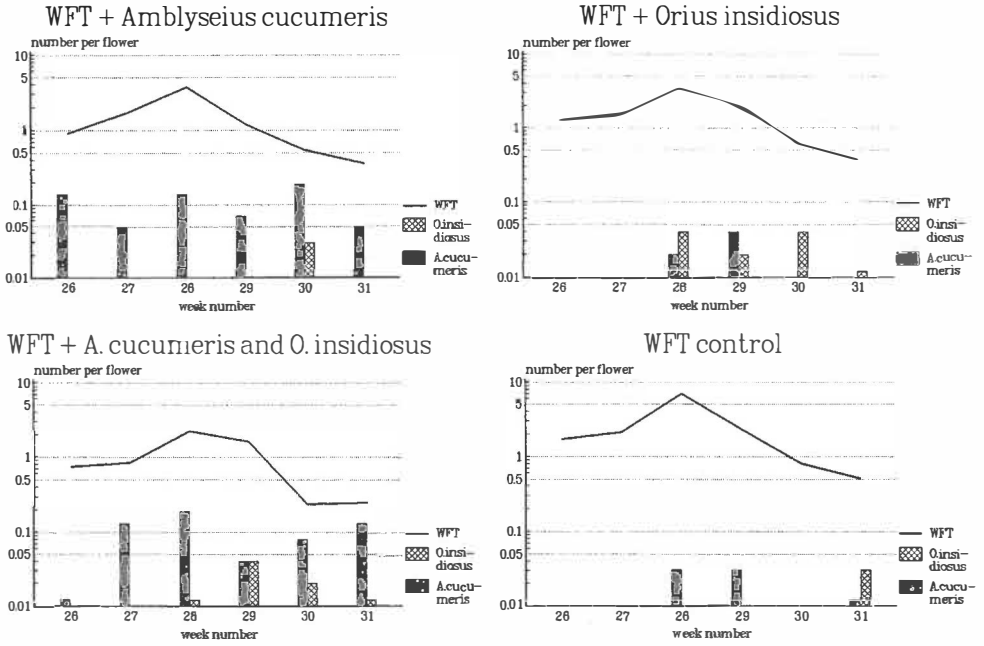 WFT + Amblyseius cucumeris
number per flower
10
5
1
0.5
0.1
0.05
0.01
26
27
26
29
30
31
week number
WFT
O.insi-
diosus
A.cucu-
meris
WFT + Orius insidiosus
number per flower
10
5
1
0.5
0.1
0.05
0.01
26
27
28
29
30
31
week number
WFT
O.insi-
diosus
A.cucu-
meris
WFT + A. cucumeris and O. insidiosus
number per flower
10
5
1
0.5
0.1
0.05
0.01
26
27
28
29
30
31
week number
WFT
O.insi-
diosus
A.cucu-
meris
WFT control
number per flower
10
5
1
0.5
0.1
0.05
0.01
26
27
28
29
30
31
week number
WFT
O.insi-
diosus
A.cucu-
meris